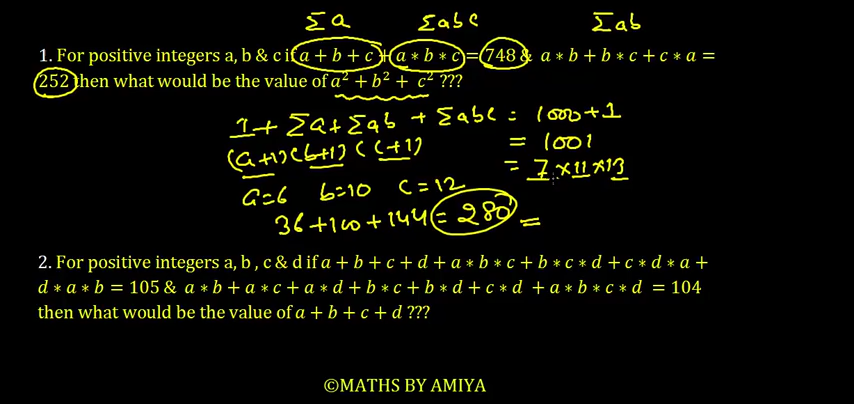 Σa Σabc Σab
1. For positive integers a, b & c if a + b + c + a * b * c = 748 & a * b + b * c + c * a =
252 then what would be the value of a² + b² + c² ???
1 + Σa + Σab + Σabc = 1000 + 1
(a+1)(b+1)(c+1) = 1001
= 7 × 11 × 13
a=6 b=10 c=12
36+100+144 = 280 =
2. For positive integers a, b , c & d if a + b + c + d + a * b * c + b * c * d + c * d * a +
d * a * b = 105 & a * b + a * c + a * d + b * c + b * d + c * d + a * b * c * d = 104
then what would be the value of a + b + c + d ???
©MATHS BY AMIYA